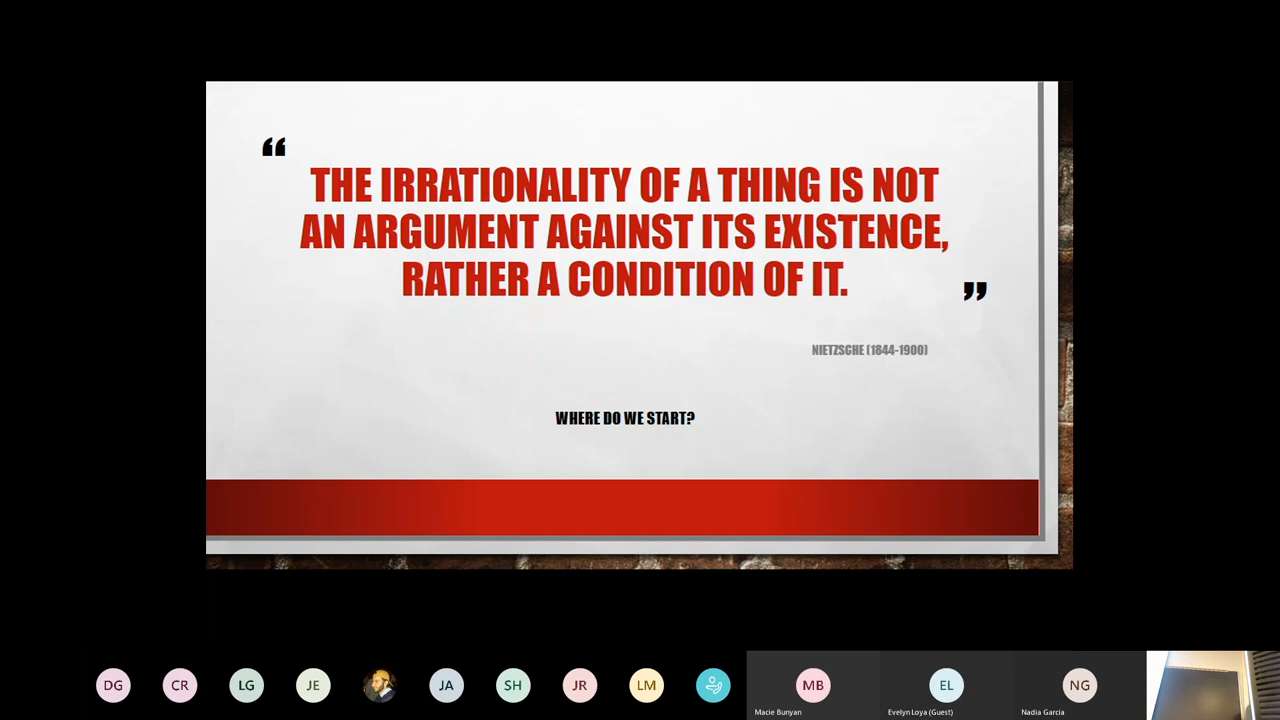 “
THE IRRATIONALITY OF A THING IS NOT
AN ARGUMENT AGAINST ITS EXISTENCE,
RATHER A CONDITION OF IT.
”
NIETZSCHE (1844-1900)
WHERE DO WE START?
DG CR LG JE JA SH JR LM MB EL NG
Macie Bunyan Evelyn Loya (Guest) Nadia Garcia